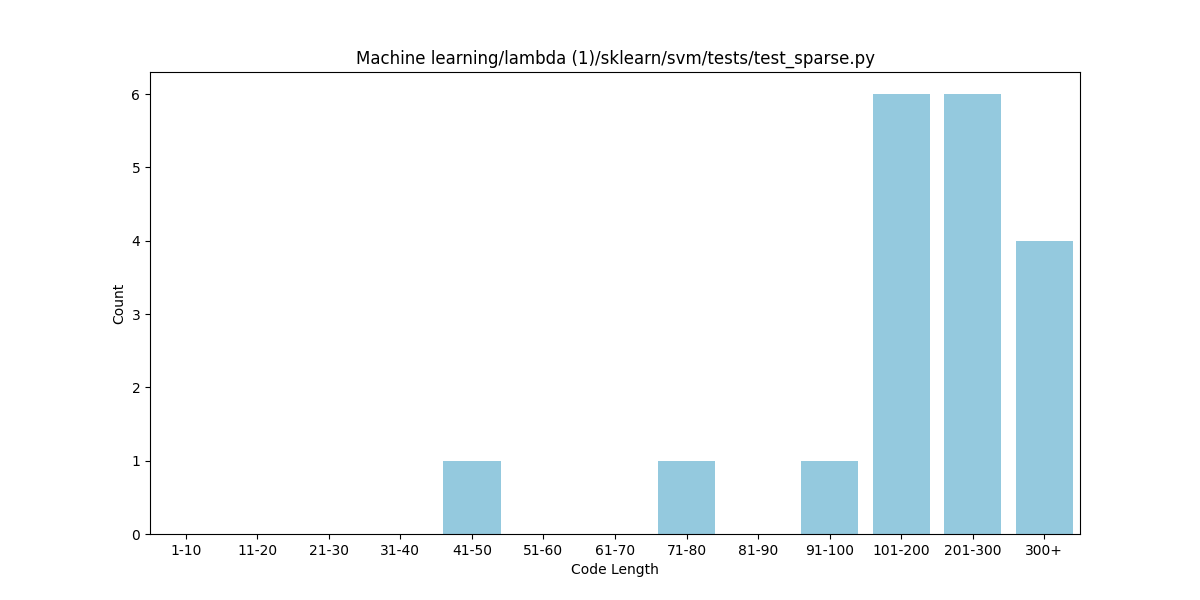 Machine learning/lambda (1)/sklearn/svm/tests/test_sparse.py
6
5
4
3
2
1
0
Count
1-10 11-20 21-30 31-40 41-50 51-60 61-70 71-80 81-90 91-100 101-200 201-300 300+
Code Length